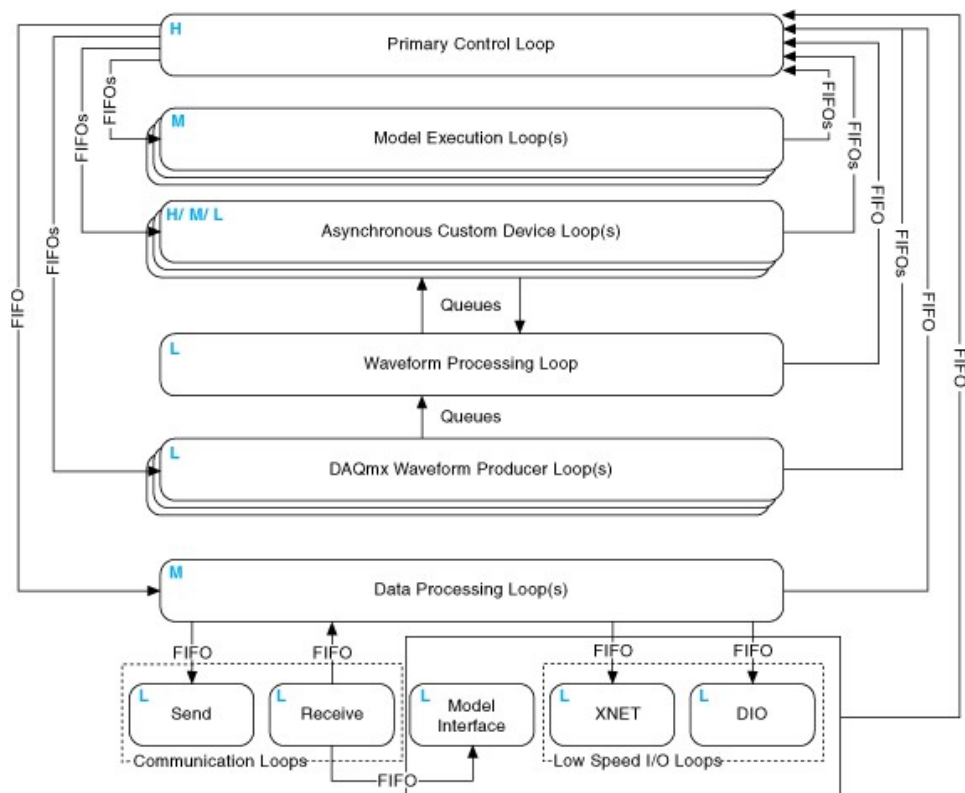 H
Primary Control Loop
M
Model Execution Loop(s)
H/ M/ L
Asynchronous Custom Device Loop(s)
Queues
L
Waveform Processing Loop
Queues
L
DAQmx Waveform Producer Loop(s)
M
Data Processing Loop(s)
FIFO
FIFOs
FIFOs
FIFOs
FIFOs
FIFOs
FIFO
FIFOs
FIFO
FIFO
FIFO
FIFO
FIFO
FIFO
L
Send
L
Receive
L
Model
Interface
L
XNET
L
DIO
Communication Loops
Low Speed I/O Loops
FIFO